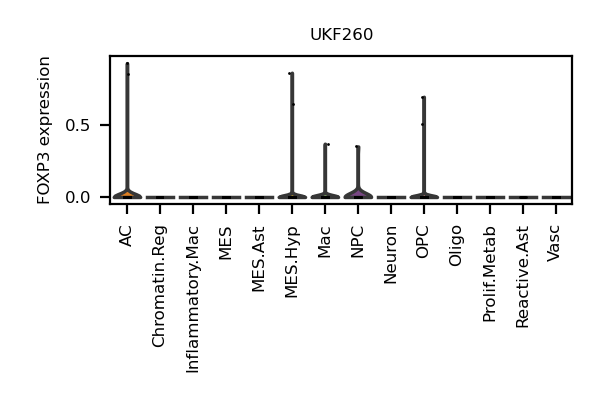 UKF260
FOXP3 expression
0.5
0.0
AC
Chromatin.Reg
Inflammatory.Mac
MES
MES.Ast
MES.Hyp
Mac
NPC
Neuron
OPC
Oligo
Prolif.Metab
Reactive.Ast
Vasc